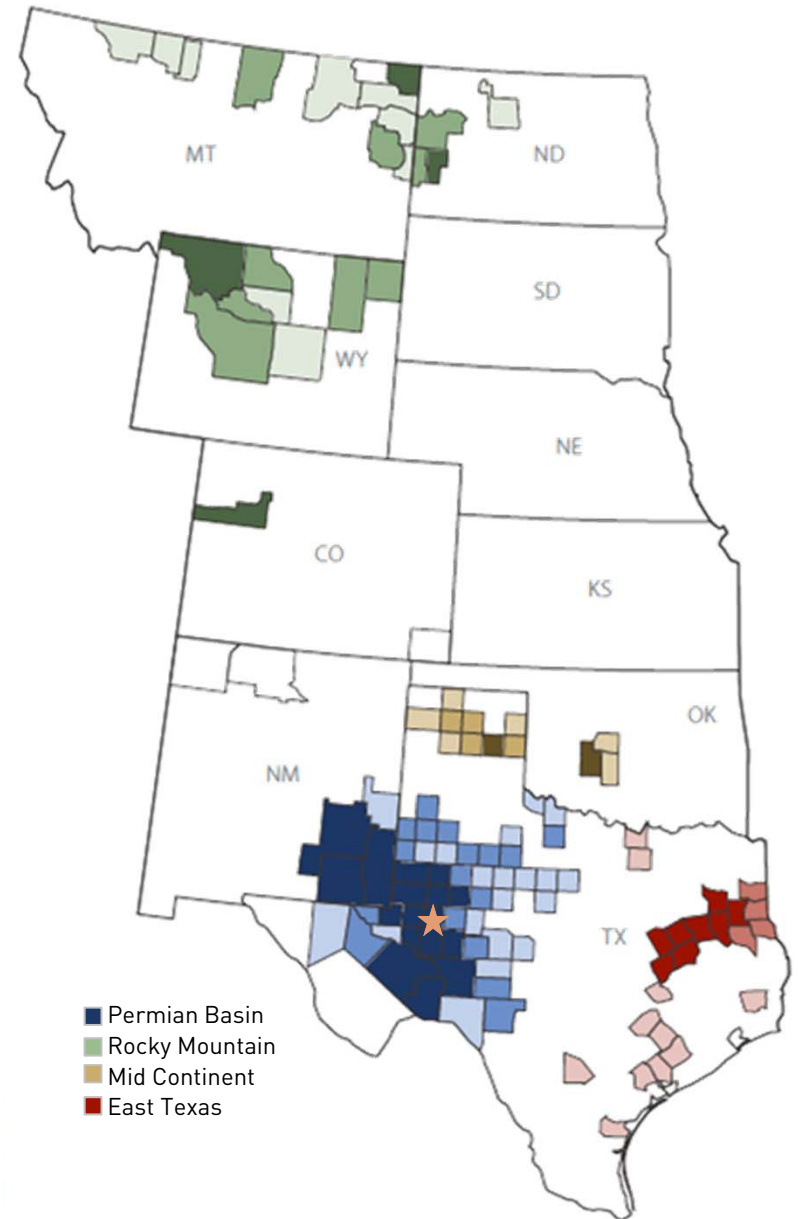 MT
ND
SD
WY
NE
CO
KS
OK
NM
TX
Permian Basin
Rocky Mountain
Mid Continent
East Texas